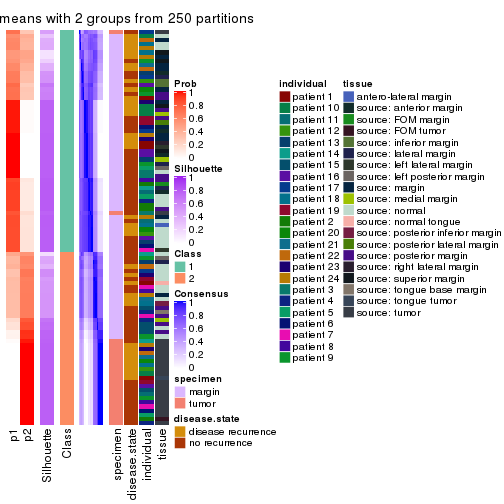 means with 2 groups from 250 partitions
Prob
1
0.8
0.6
0.4
0.2
0
Silhouette
1
0.8
0.6
0.4
0.2
0
Class
1
2
Consensus
1
0.8
0.6
0.4
0.2
0
specimen
margin
tumor
disease.state
disease recurrence
no recurrence
individual
patient 1
patient 10
patient 11
patient 12
patient 13
patient 14
patient 15
patient 16
patient 17
patient 18
patient 19
patient 2
patient 20
patient 21
patient 22
patient 23
patient 24
patient 3
patient 4
patient 5
patient 6
patient 7
patient 8
patient 9
tissue
antero-lateral margin
source: anterior margin
source: FOM margin
source: FOM tumor
source: inferior margin
source: lateral margin
source: left lateral margin
source: left posterior margin
source: margin
source: medial margin
source: normal
source: normal tongue
source: posterior inferior margin
source: posterior lateral margin
source: posterior margin
source: right lateral margin
source: superior margin
source: tongue base margin
source: tongue tumor
source: tumor
p1
p2
Silhouette
Class
specimen
disease.state
individual
tissue